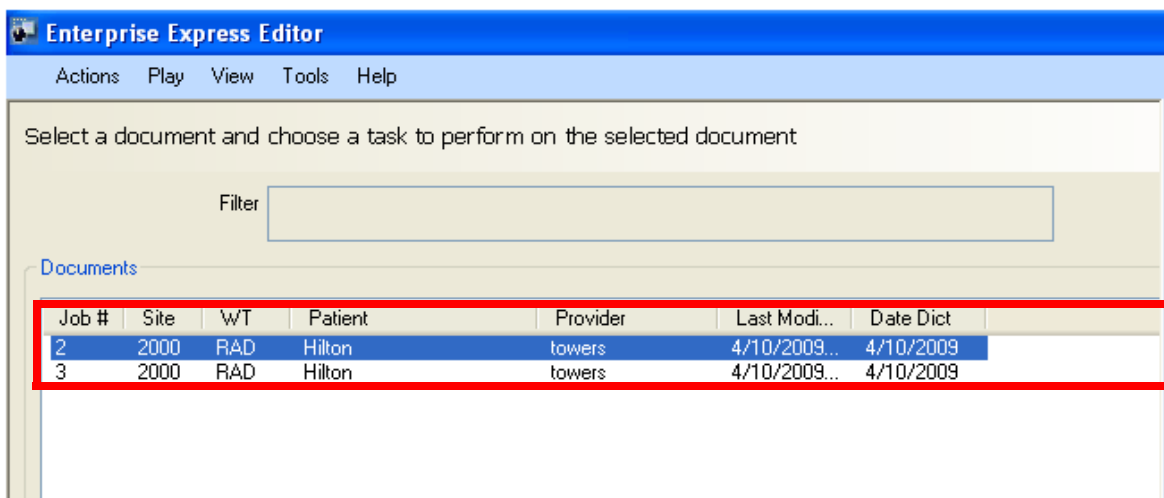 Enterprise Express Editor
Actions Play View Tools Help
Select a document and choose a task to perform on the selected document
Filter
Documents
Job # Site WT Patient Provider Last Modi... Date Dict
2 2000 RAD Hilton towers 4/10/2009... 4/10/2009
3 2000 RAD Hilton towers 4/10/2009... 4/10/2009